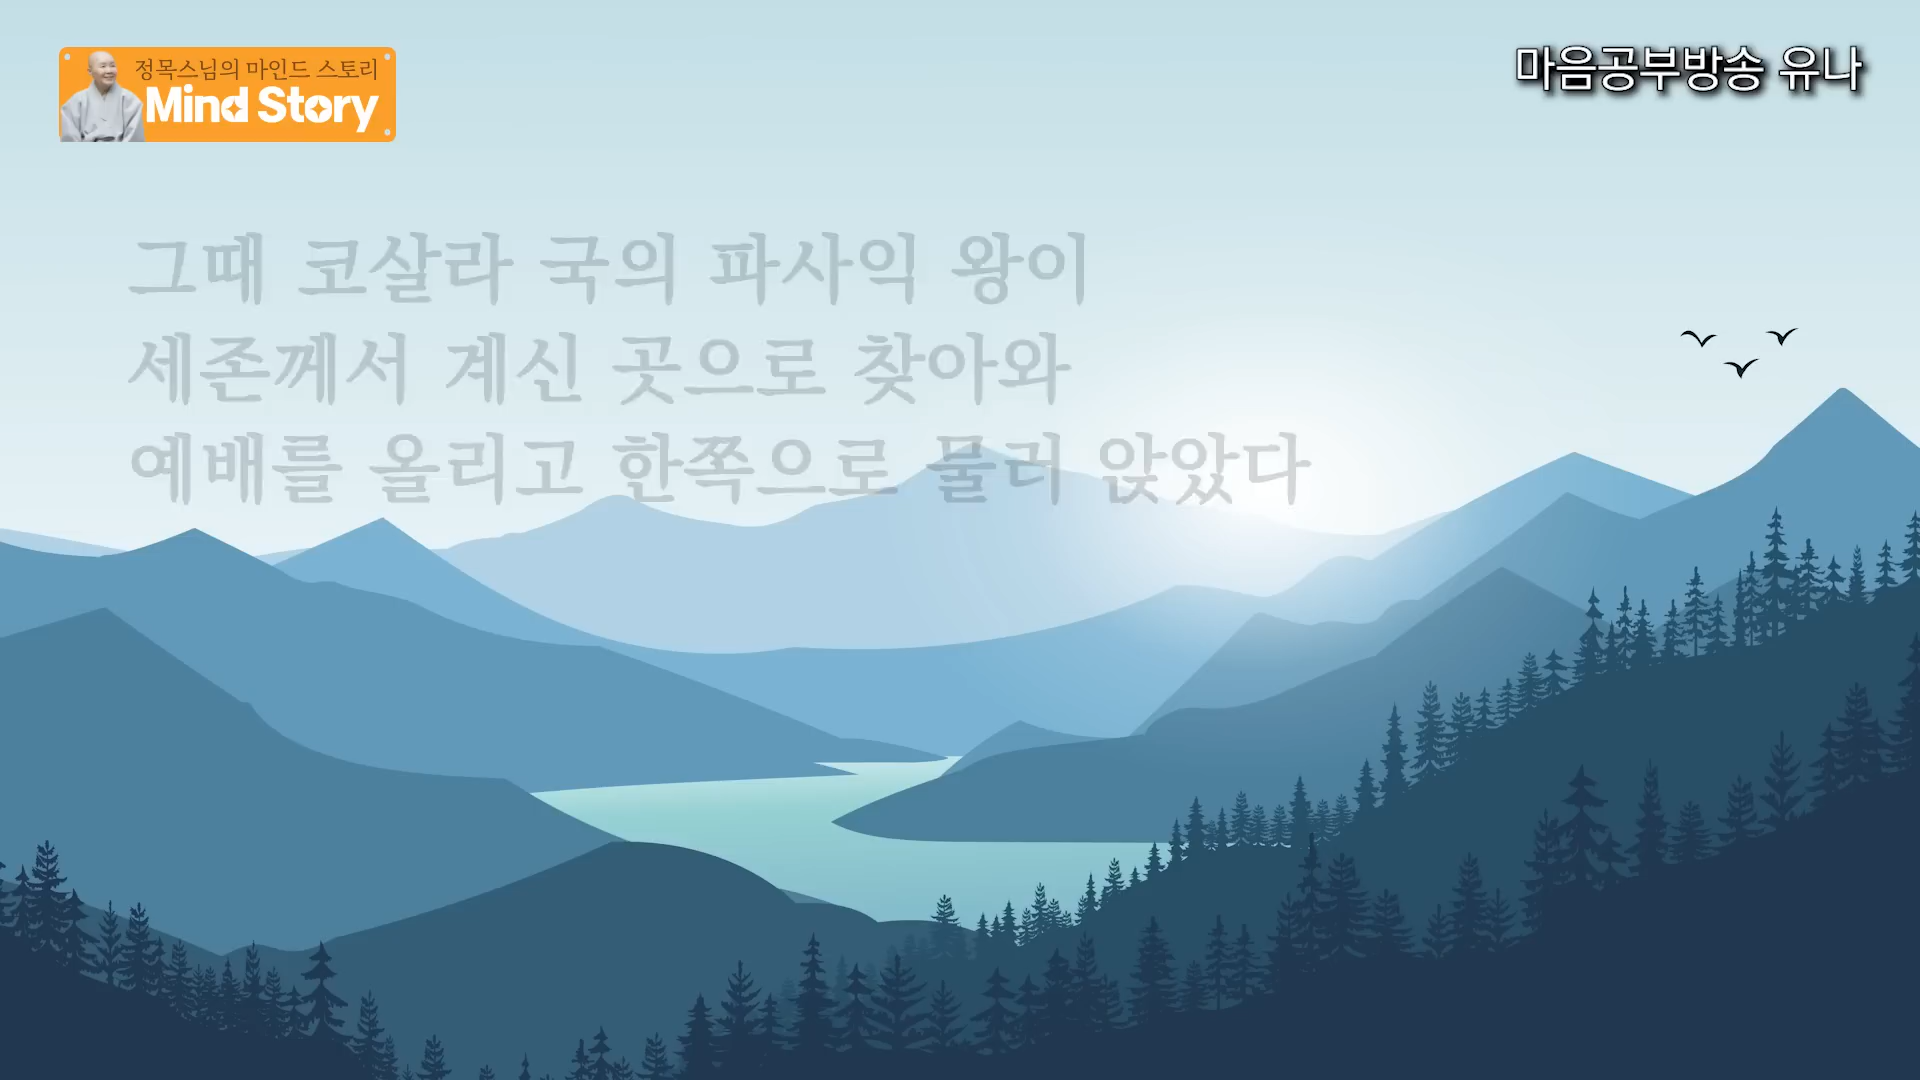 정목스님의 마인드 스토리
Mind Story
마음공부방송 유나
그때 코살라 국의 파사익 왕이
세존께서 계신 곳으로 찾아와
예배를 올리고 한쪽으로 물러 앉았다